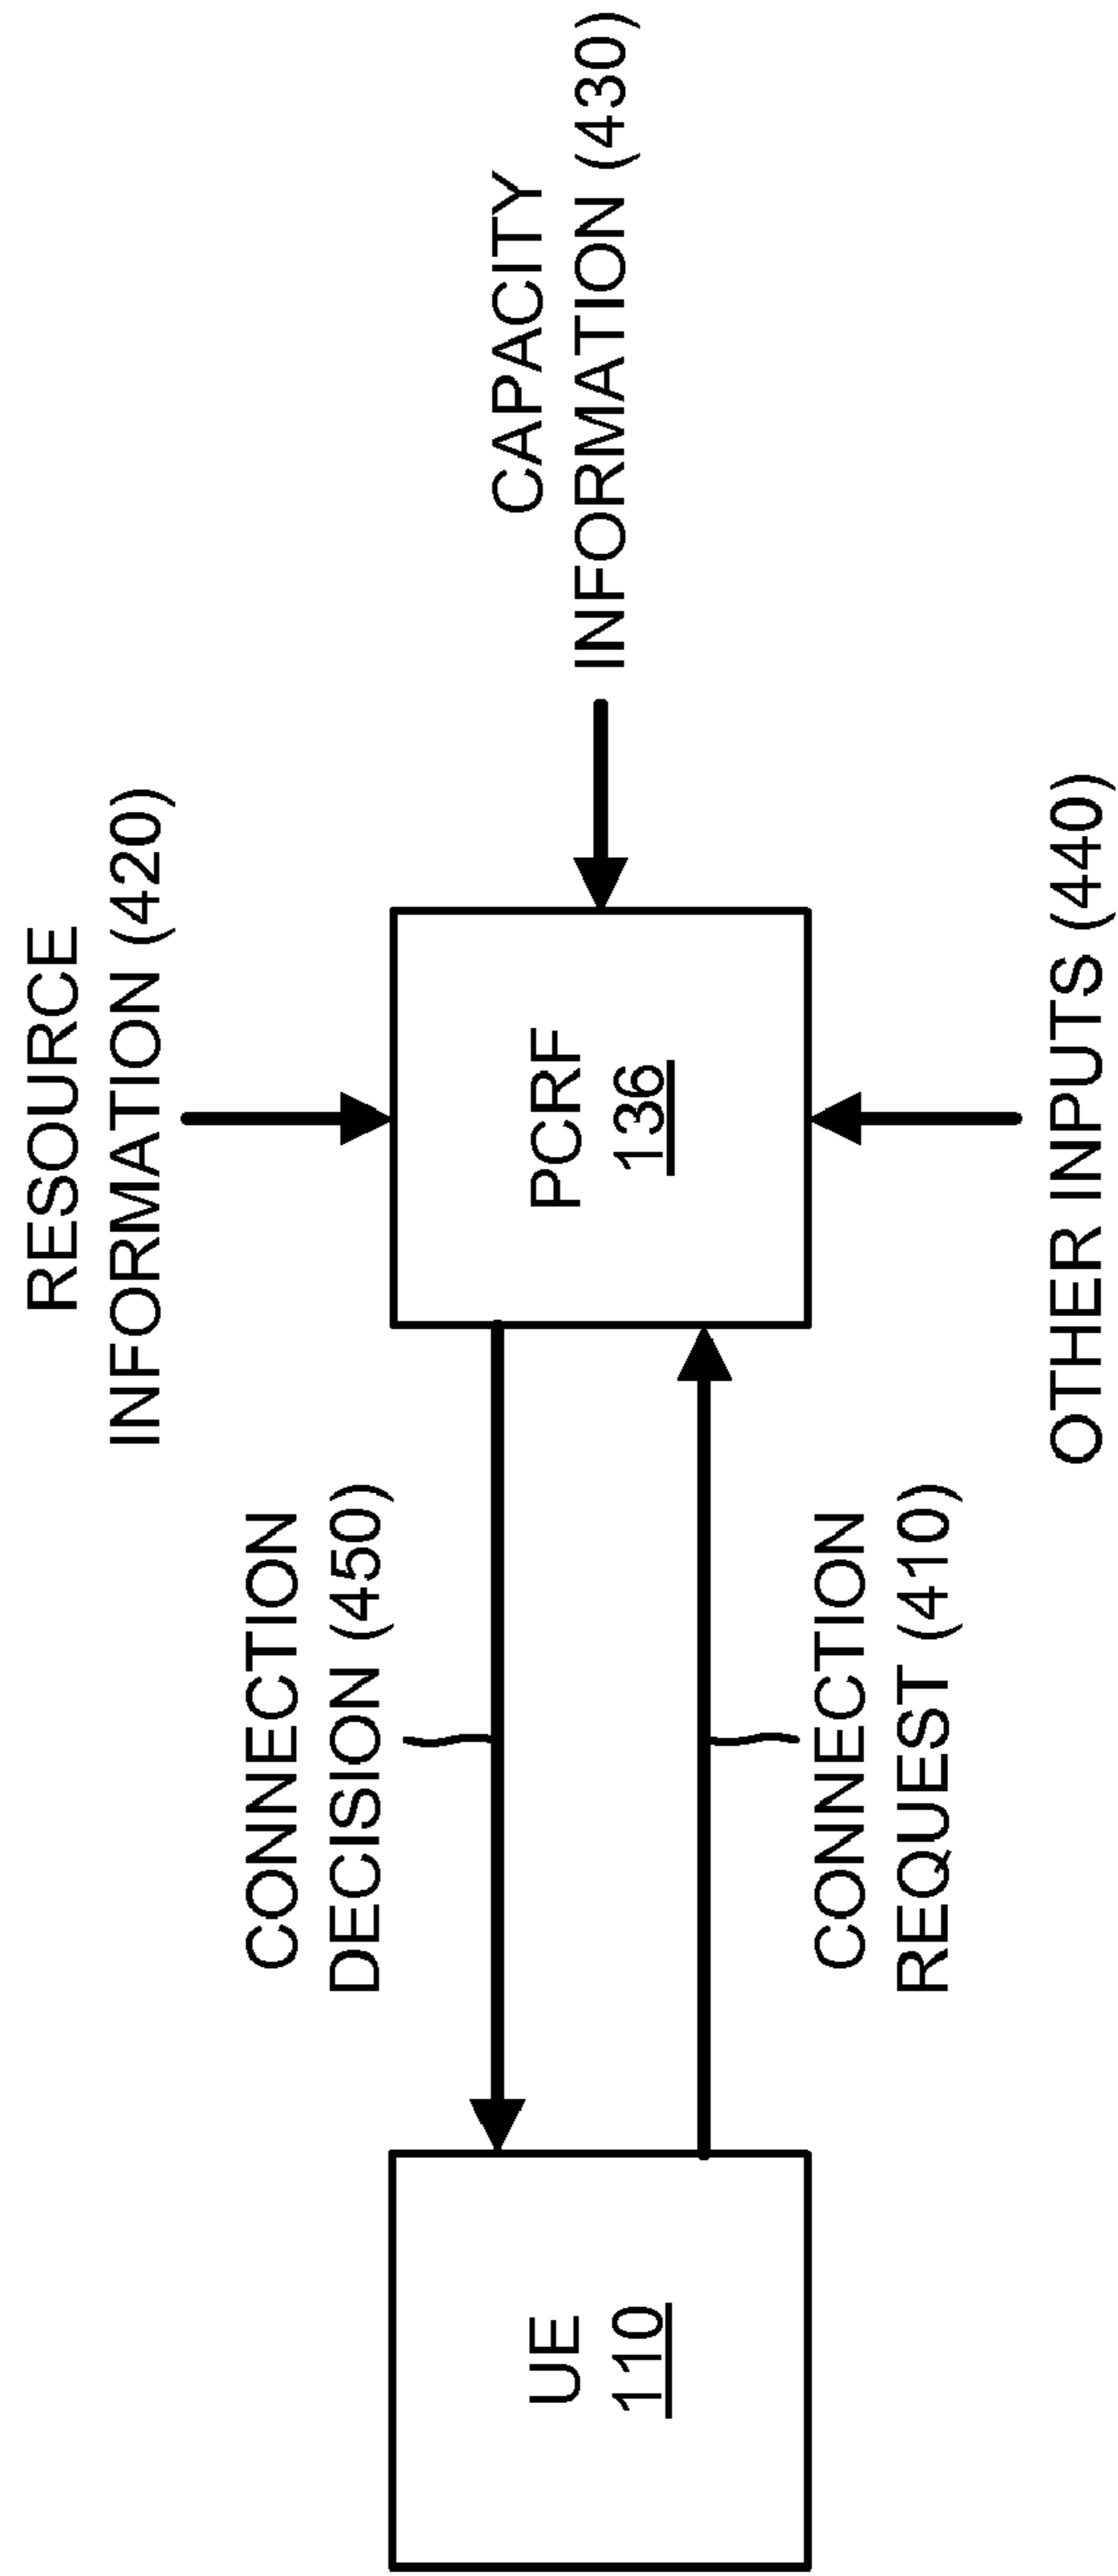 RESOURCE
INFORMATION (420)
CONNECTION
DECISION (450)
UE
110
PCRF
136
CAPACITY
INFORMATION (430)
CONNECTION
REQUEST (410)
OTHER INPUTS (440)